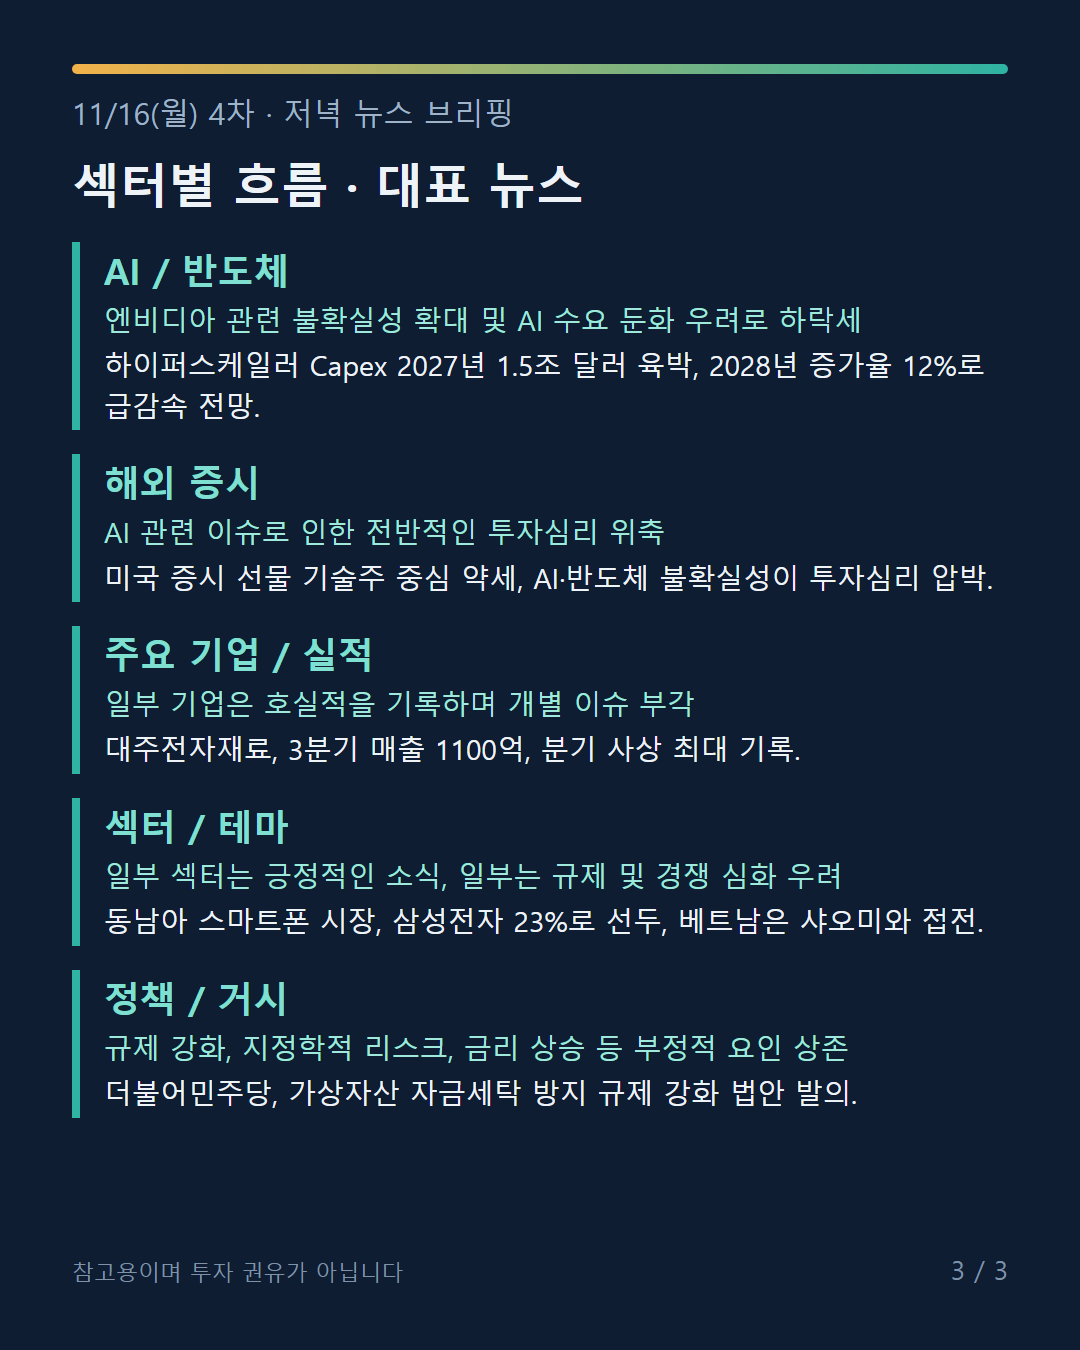 11/16(월) 4차 · 저녁 뉴스 브리핑
섹터별 흐름 · 대표 뉴스
AI / 반도체
엔비디아 관련 불확실성 확대 및 AI 수요 둔화 우려로 하락세
하이퍼스케일러 Capex 2027년 1.5조 달러 육박, 2028년 증가율 12%로
급감속 전망.
해외 증시
AI 관련 이슈로 인한 전반적인 투자심리 위축
미국 증시 선물 기술주 중심 약세, AI·반도체 불확실성이 투자심리 압박.
주요 기업 / 실적
일부 기업은 호실적을 기록하며 개별 이슈 부각
대주전자재료, 3분기 매출 1100억, 분기 사상 최대 기록.
섹터 / 테마
일부 섹터는 긍정적인 소식, 일부는 규제 및 경쟁 심화 우려
동남아 스마트폰 시장, 삼성전자 23%로 선두, 베트남은 샤오미와 접전.
정책 / 거시
규제 강화, 지정학적 리스크, 금리 상승 등 부정적 요인 상존
더불어민주당, 가상자산 자금세탁 방지 규제 강화 법안 발의.
참고용이며 투자 권유가 아닙니다
3 / 3